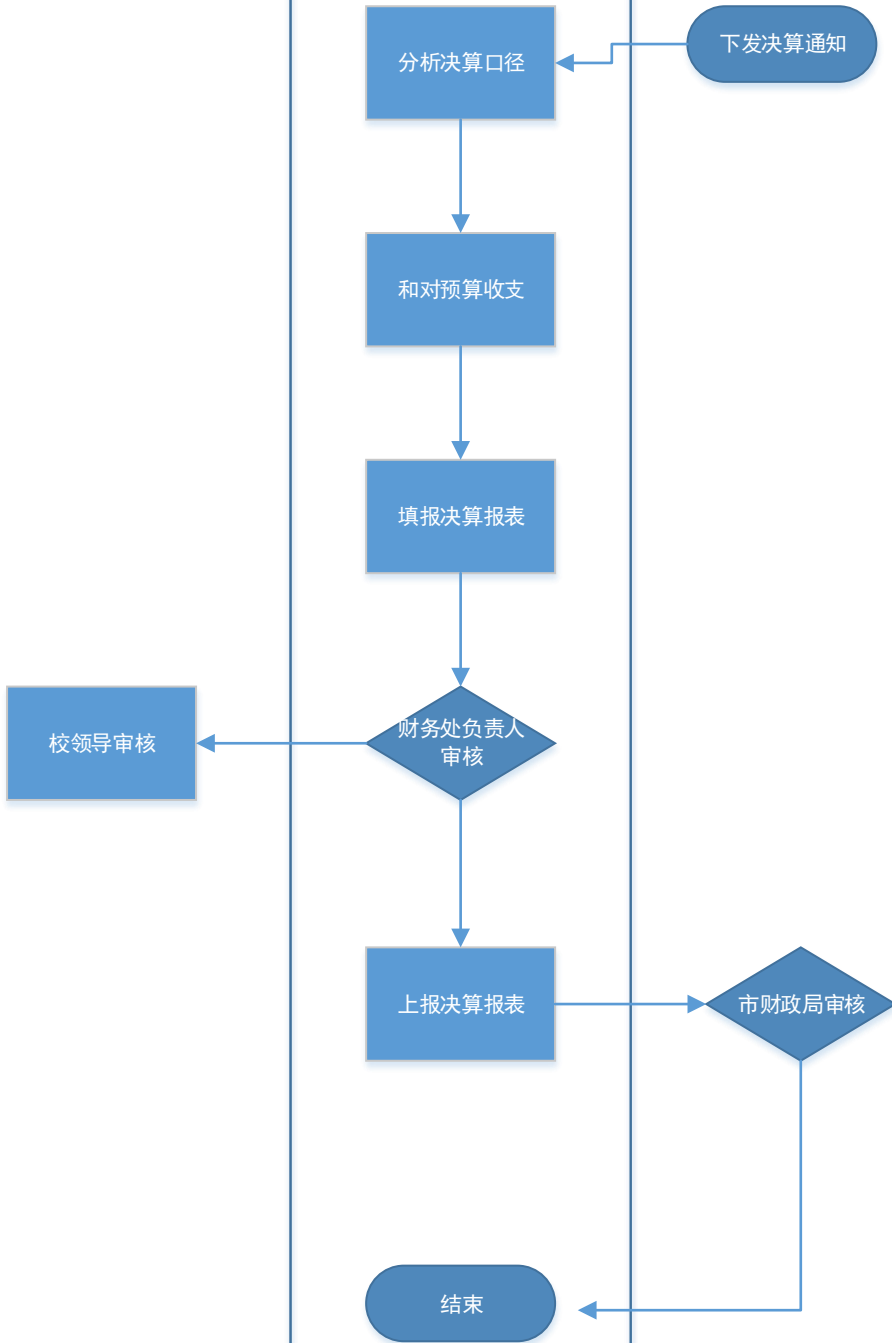 下发决算通知
分析决算口径
和对预算收支
填报决算报表
财务处负责人
审核
校领导审核
上报决算报表
市财政局审核
结束